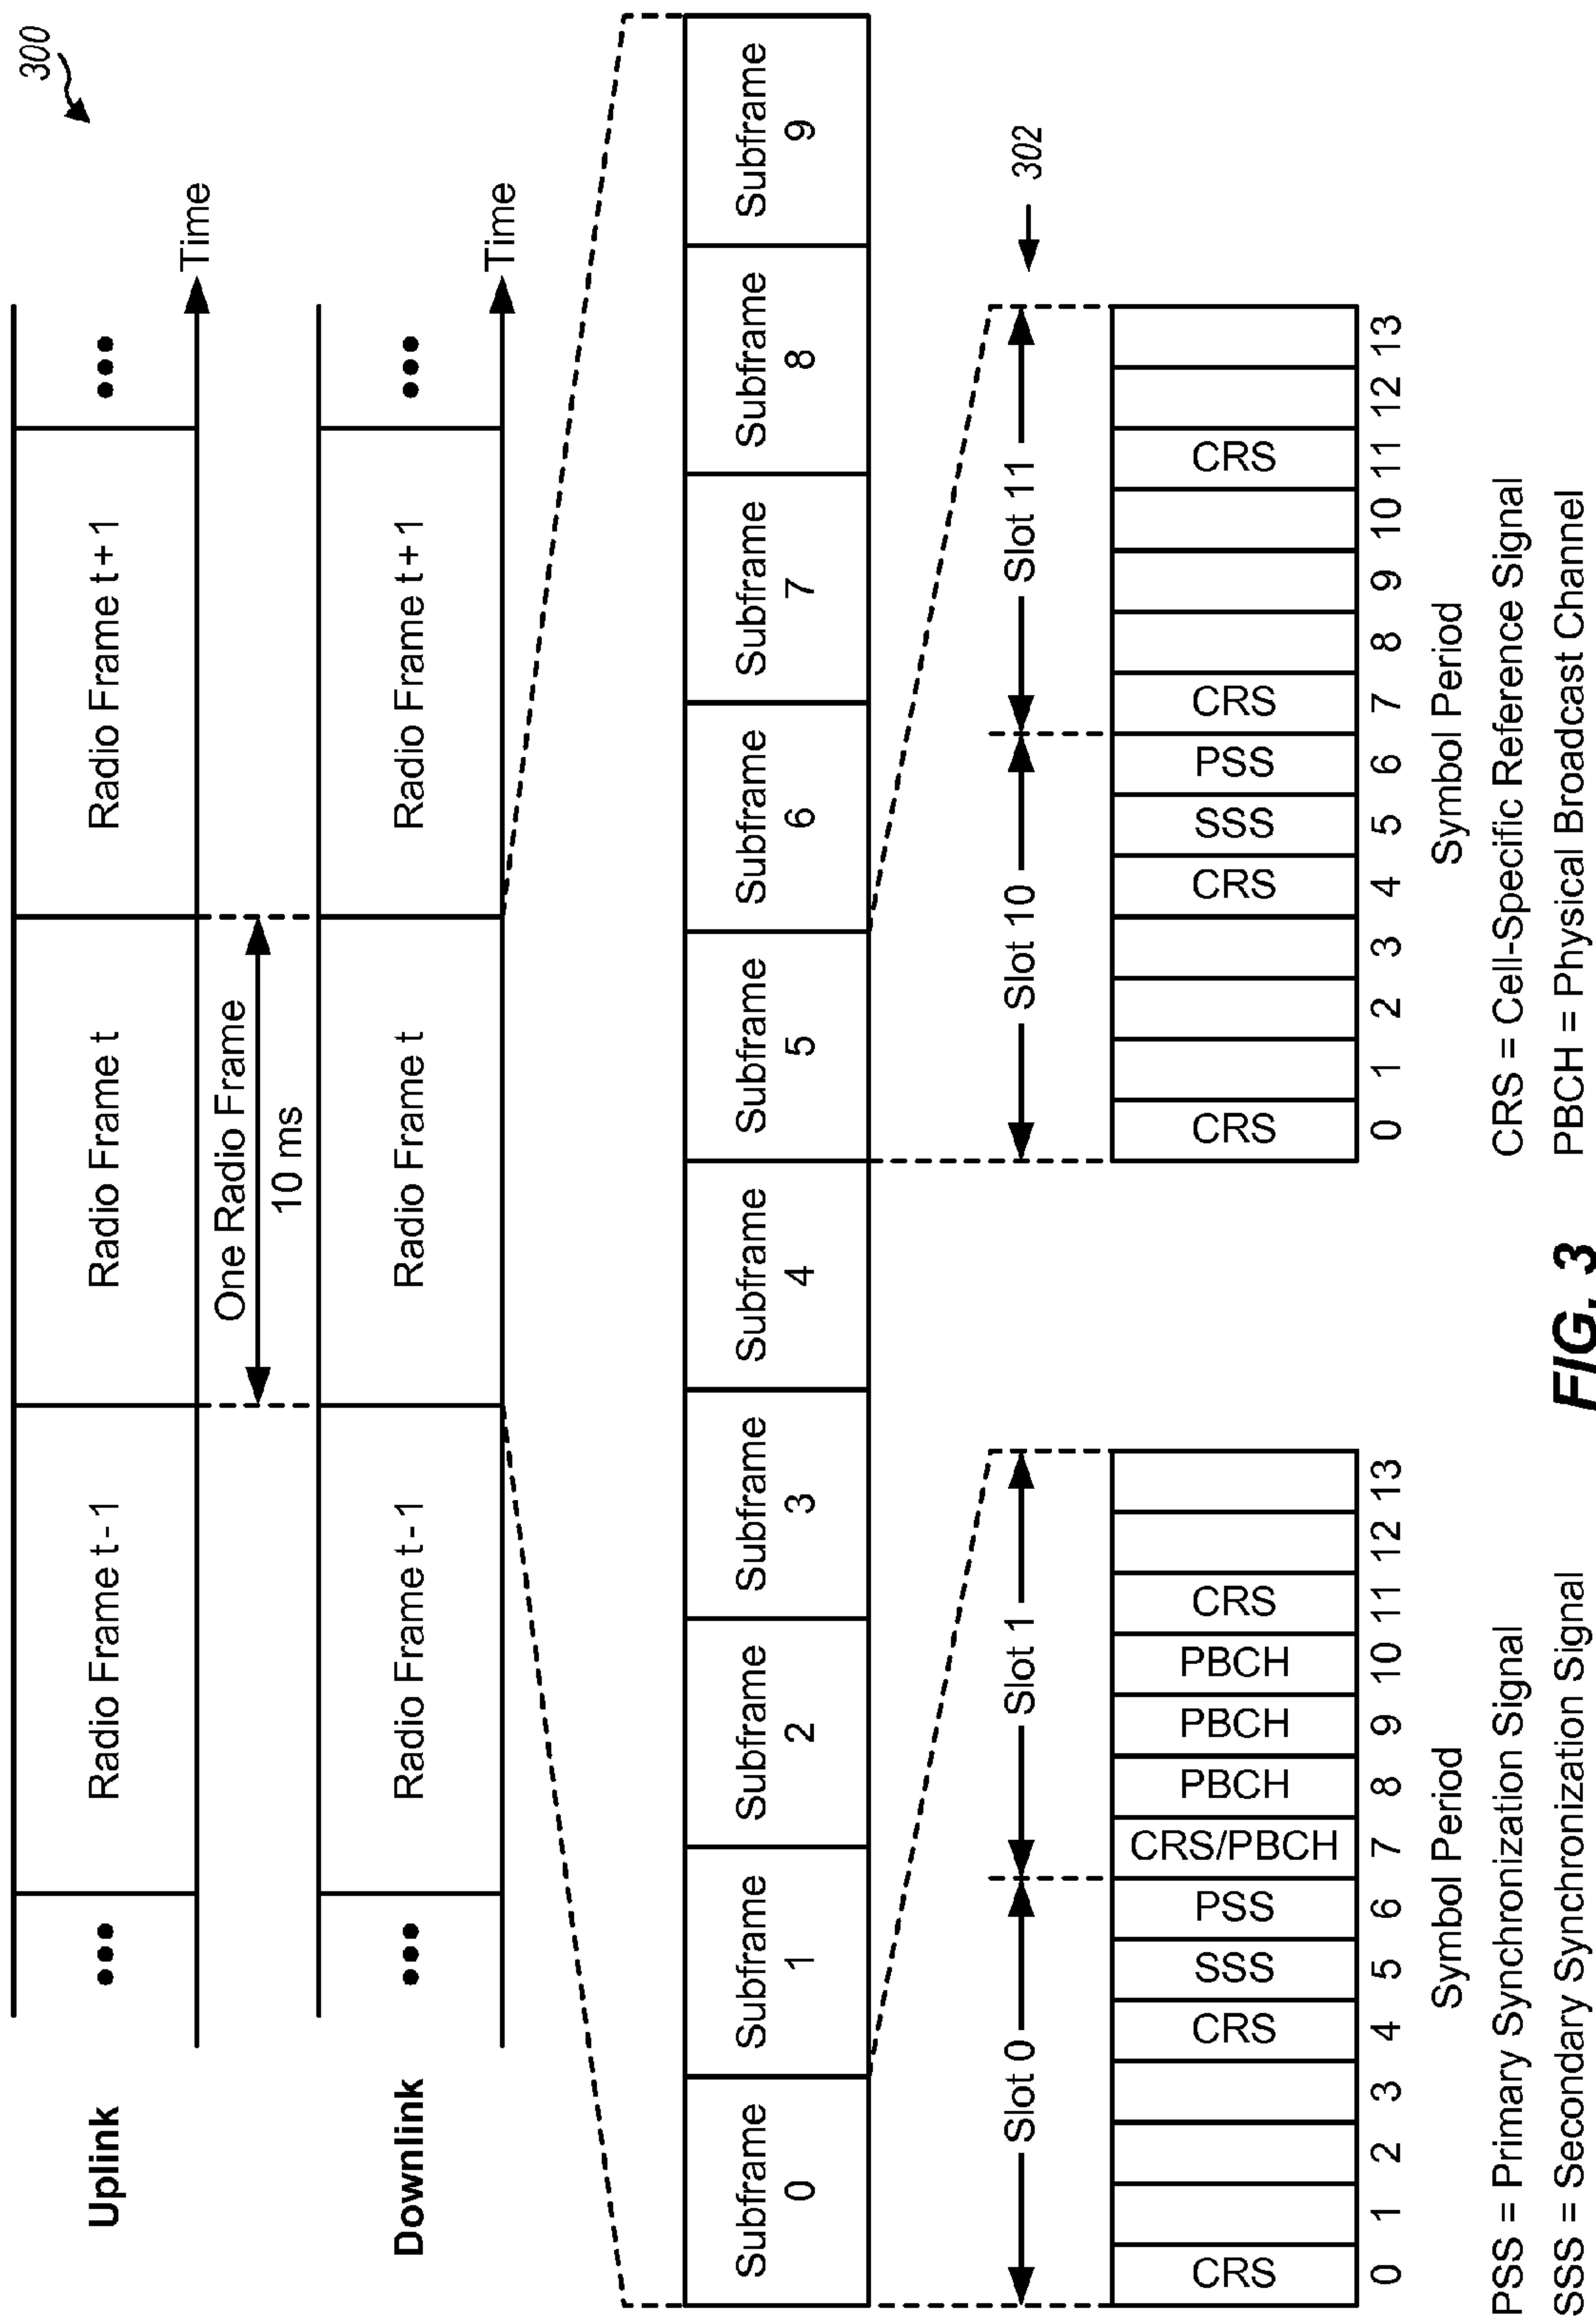 300
Uplink
•••
Radio Frame t - 1
Radio Frame t
Radio Frame t + 1
•••
Time
One Radio Frame
10 ms
Downlink
•••
Radio Frame t - 1
Radio Frame t
Radio Frame t + 1
•••
Time
Subframe 0
Subframe 1
Subframe 2
Subframe 3
Subframe 4
Subframe 5
Subframe 6
Subframe 7
Subframe 8
Subframe 9
Slot 0
Slot 1
Slot 10
Slot 11
302
CRS
CRS
SSS
PSS
CRS/PBCH
PBCH
PBCH
PBCH
CRS
0 1 2 3 4 5 6 7 8 9 10 11 12 13
Symbol Period
CRS
CRS
SSS
PSS
CRS
CRS
0 1 2 3 4 5 6 7 8 9 10 11 12 13
Symbol Period
PSS = Primary Synchronization Signal
SSS = Secondary Synchronization Signal
CRS = Cell-Specific Reference Signal
PBCH = Physical Broadcast Channel
FIG. 3